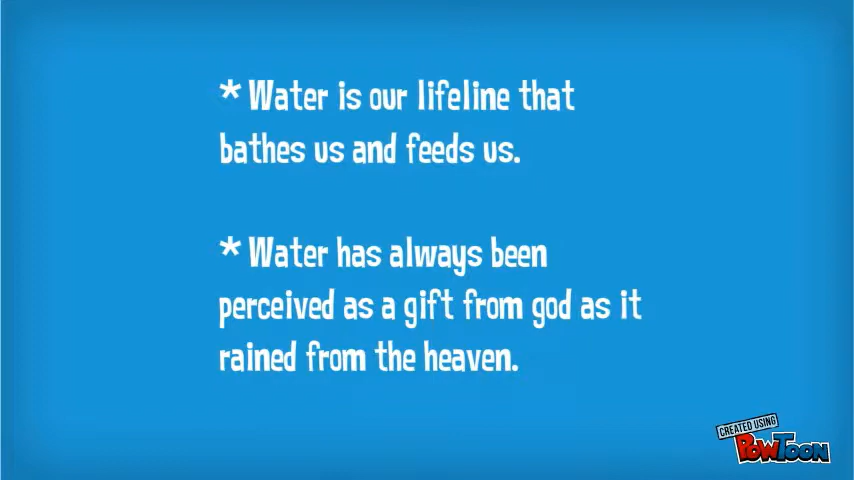 * Water is our lifeline that
bathes us and feeds us.
* Water has always been
perceived as a gift from god as it
rained from the heaven.
CREATED USING
POWTOON